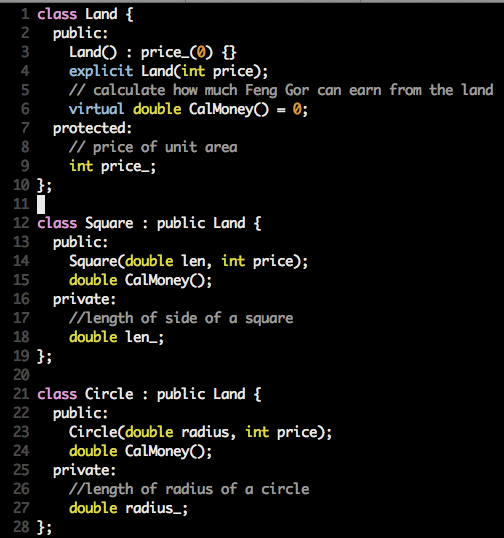 1 class Land {
2   public:
3     Land() : price_(0) {}
4     explicit Land(int price);
5     // calculate how much Feng Gor can earn from the land
6     virtual double CalMoney() = 0;
7   protected:
8     // price of unit area
9     int price_;
10 };
11
12 class Square : public Land {
13   public:
14     Square(double len, int price);
15     double CalMoney();
16   private:
17     //length of side of a square
18     double len_;
19 };
20
21 class Circle : public Land {
22   public:
23     Circle(double radius, int price);
24     double CalMoney();
25   private:
26     //length of radius of a circle
27     double radius_;
28 };